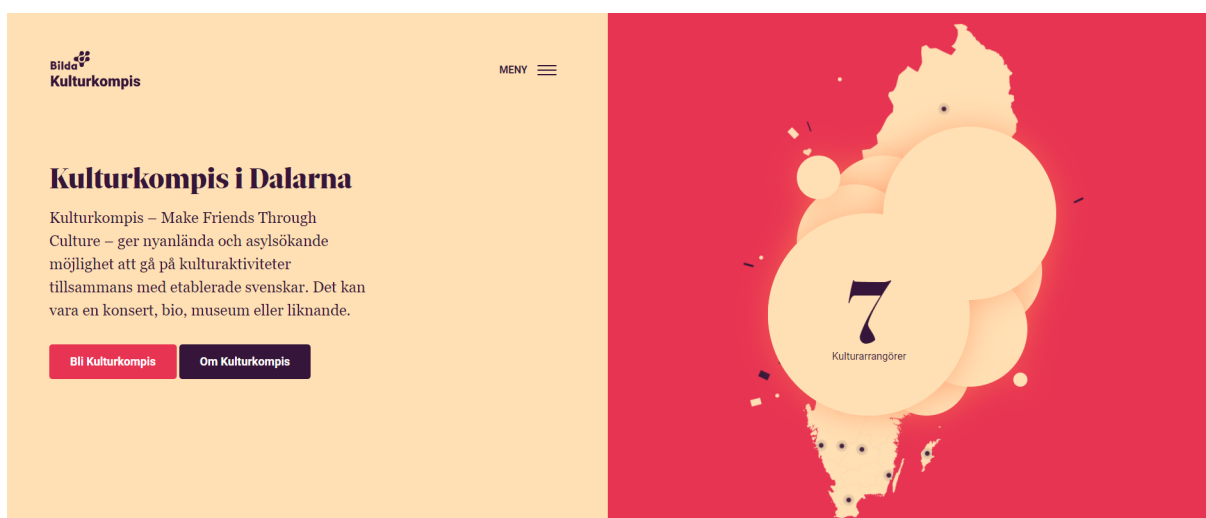 Bilda
Kulturkompis
MENY
Kulturkompis i Dalarna
Kulturkompis – Make Friends Through
Culture – ger nyanlända och asylsökande
möjlighet att gå på kulturaktiviteter
tillsammans med etablerade svenskar. Det kan
vara en konsert, bio, museum eller liknande.
Bli Kulturkompis
Om Kulturkompis
7
Kulturarrangörer